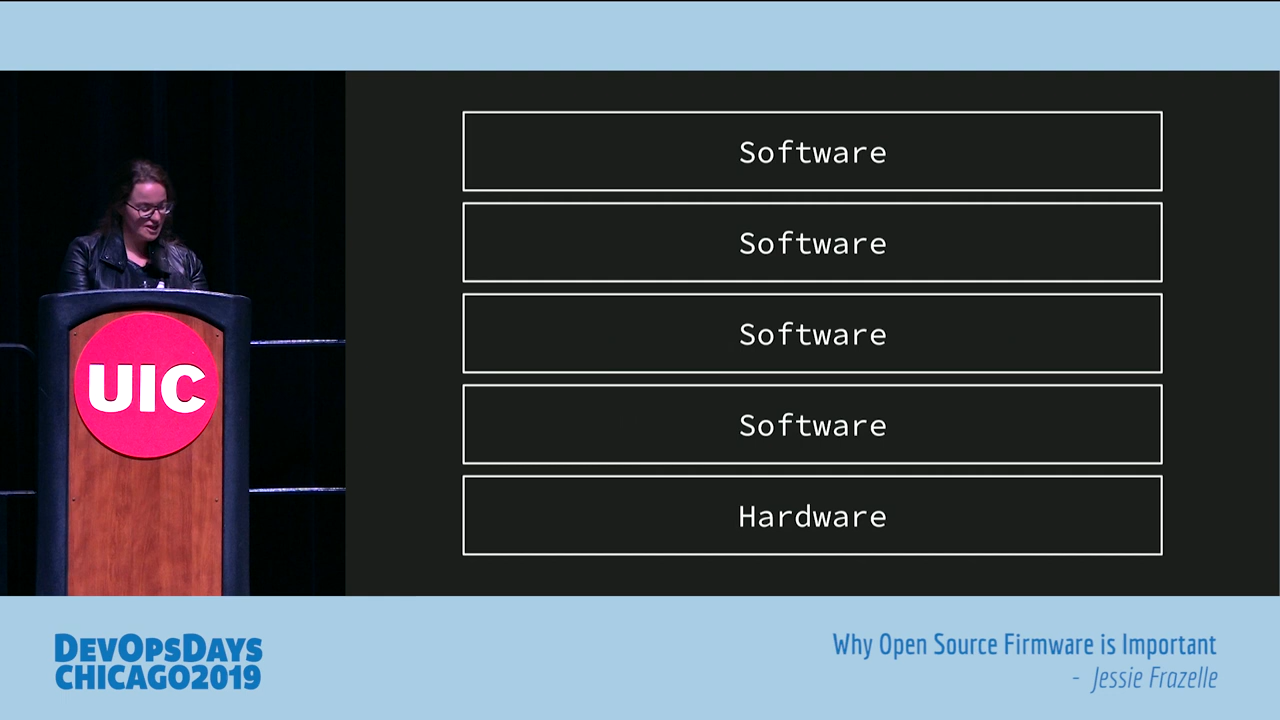 Software
Software
Software
Software
Hardware
UIC
DEVOPSDAYS
CHICAGO2019
Why Open Source Firmware is Important
- Jessie Frazelle